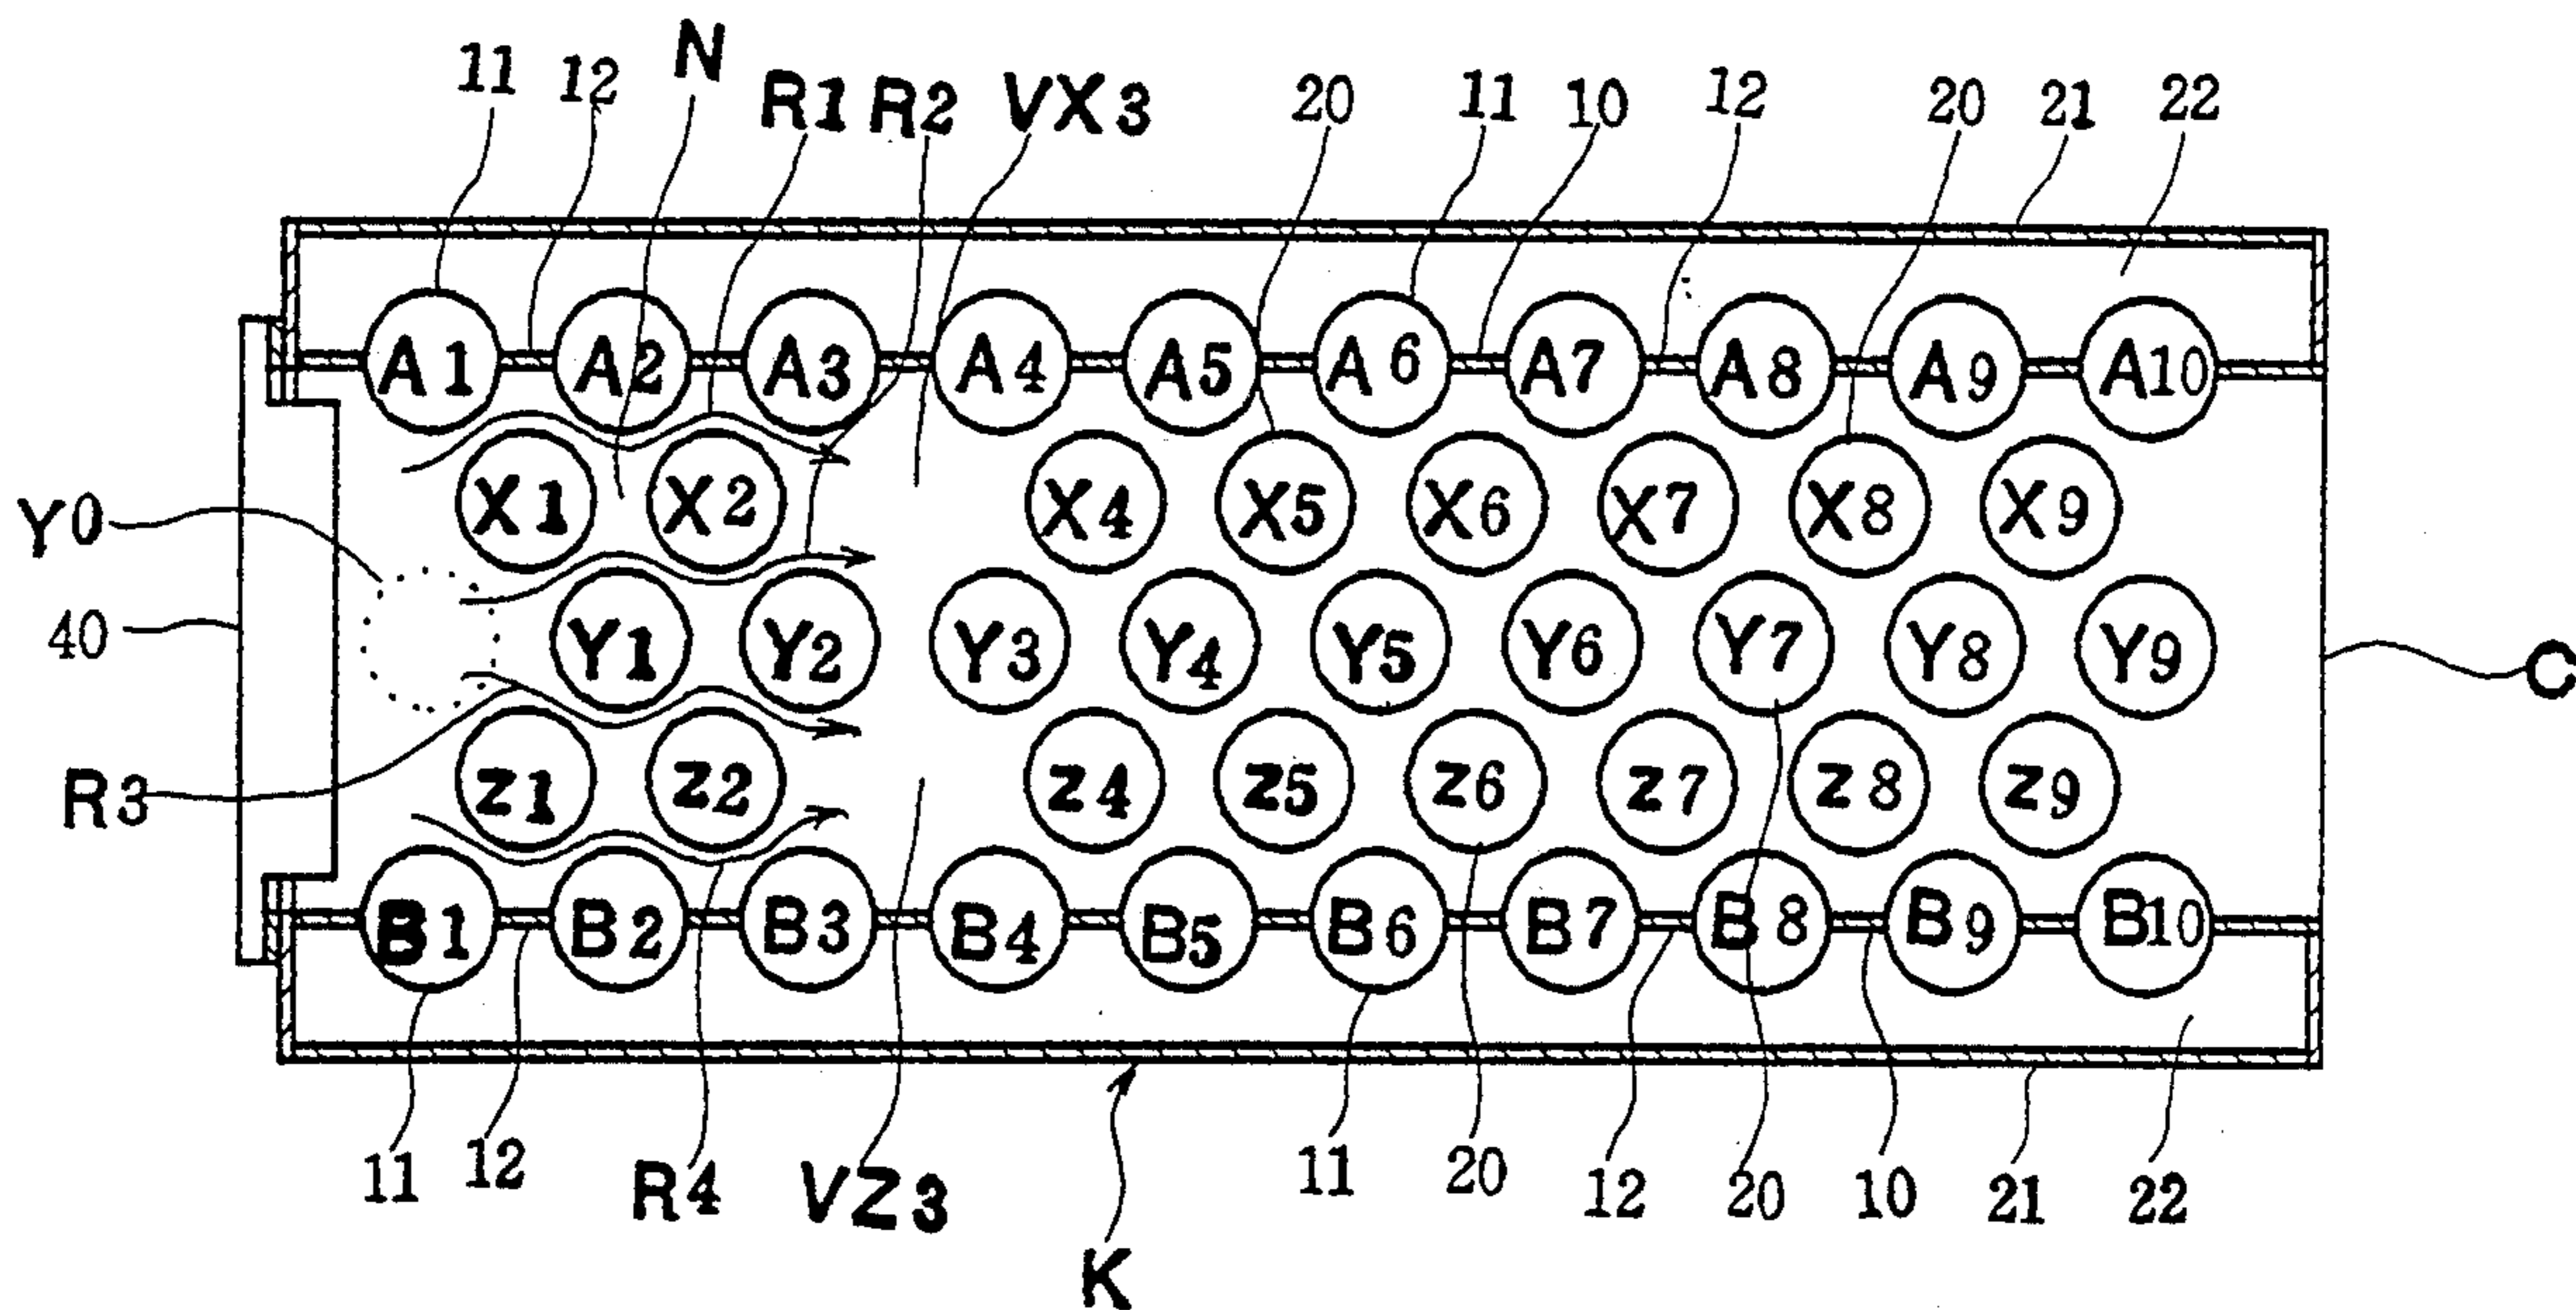 11 12 N R1 R2 VX3 20 11 10 12 20 21 22
A1 A2 A3 A4 A5 A6 A7 A8 A9 A10
X1 X2 X4 X5 X6 X7 X8 X9
Y0
40 Y1 Y2 Y3 Y4 Y5 Y6 Y7 Y8 Y9 C
R3 Z1 Z2 Z4 Z5 Z6 Z7 Z8 Z9
B1 B2 B3 B4 B5 B6 B7 B8 B9 B10
11 12 R4 VZ3 11 20 12 20 10 21 22
K